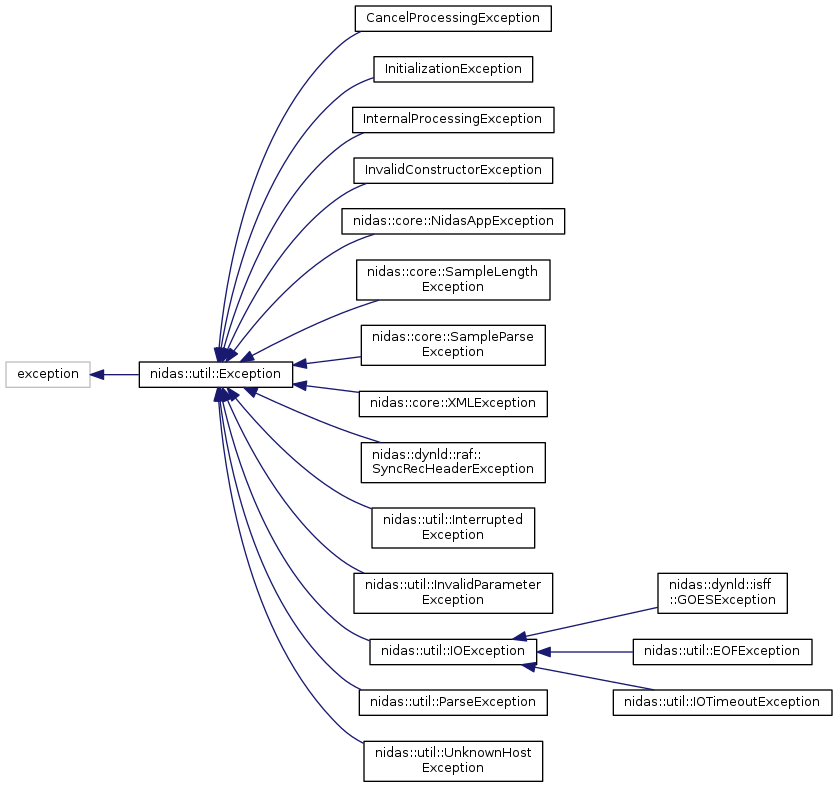 CancelProcessingException
InitializationException
InternalProcessingException
InvalidConstructorException
nidas::core::NidasAppException
nidas::core::SampleLength
Exception
nidas::core::SampleParse
Exception
exception
nidas::util::Exception
nidas::core::XMLException
nidas::dynld::raf::
SyncRecHeaderException
nidas::util::Interrupted
Exception
nidas::util::InvalidParameter
Exception
nidas::dynld::isff
::GOESException
nidas::util::IOException
nidas::util::EOFException
nidas::util::ParseException
nidas::util::IOTimeoutException
nidas::util::UnknownHost
Exception